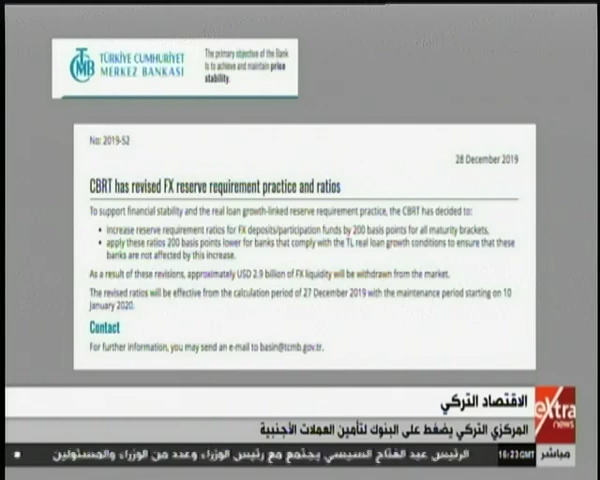 TÜRKİYE CUMHURİYET
MERKEZ BANKASI
The primary objective of the Bank
is to achieve and maintain price
stability.
No: 2019-52
28 December 2019
CBRT has revised FX reserve requirement practice and ratios
To support financial stability and the real loan growth-linked reserve requirement practice, the CBRT has decided to:
• increase reserve requirement ratios for FX deposits/participation funds by 200 basis points for all maturity brackets,
• apply these ratios 200 basis points lower for banks that comply with the TL real loan growth conditions to ensure that these
banks are not affected by this increase.
As a result of these revisions, approximately USD 2.9 billion of FX liquidity will be withdrawn from the market.
The revised ratios will be effective from the calculation period of 27 December 2019 with the maintenance period starting on 10
January 2020.
Contact
For further information, you may send an e-mail to basin@tcmb.gov.tr.
الاقتصاد التركي
المركزي التركي يضغط على البنوك لتأمين العملات الأجنبية
extra
news
مباشر
16:23GMT
الرئيس عبد الفتاح السيسي يجتمع مع رئيس الوزراء وعدد من الوزراء والمسئولين